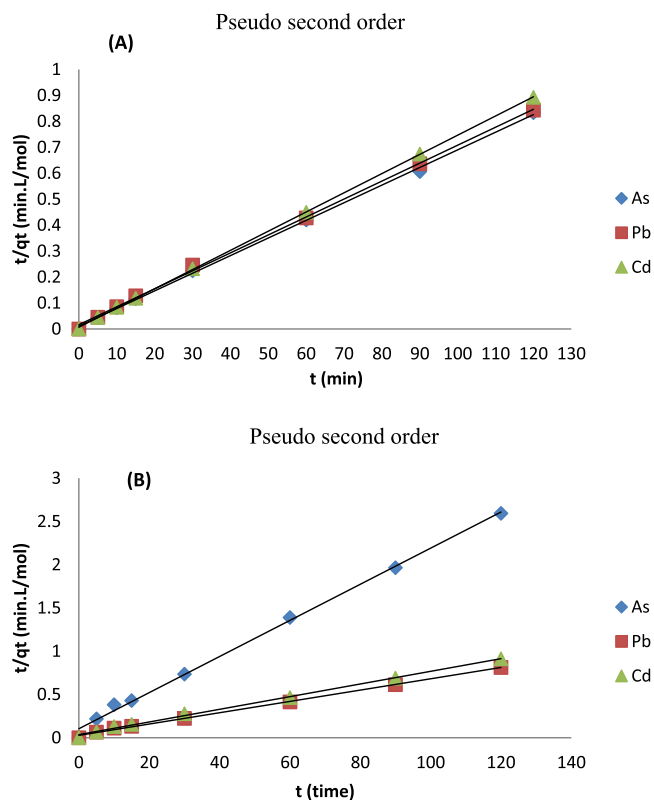 Pseudo second order
(A)
t/qt (min.L/mol)
1
0.9
0.8
0.7
0.6
0.5
0.4
0.3
0.2
0.1
0
0 10 20 30 40 50 60 70 80 90 100 110 120 130
t (min)
As
Pb
Cd
Pseudo second order
(B)
t/qt (min.L/mol)
3
2.5
2
1.5
1
0.5
0
0 20 40 60 80 100 120 140
t (time)
As
Pb
Cd